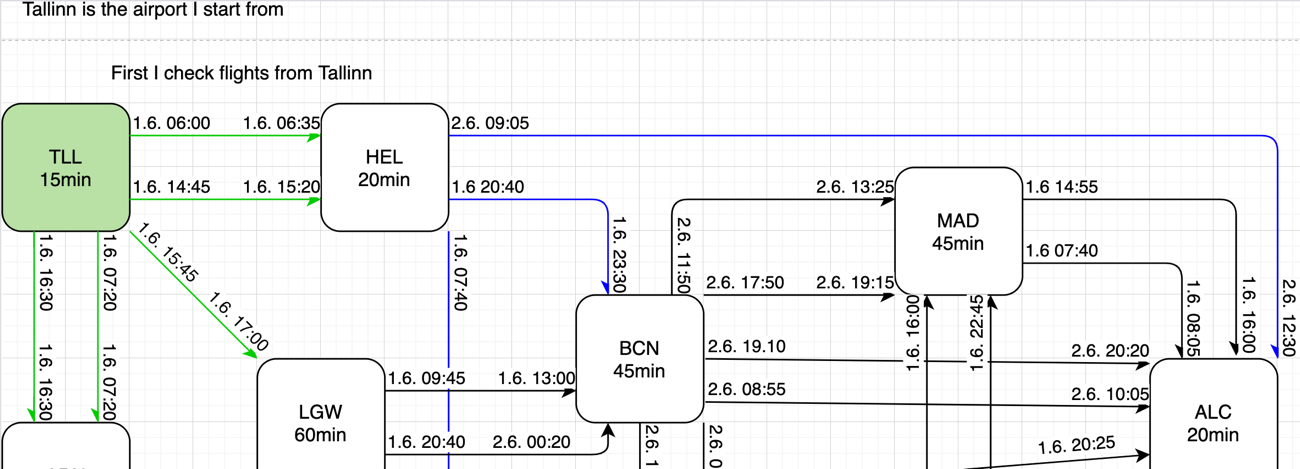 Tallinn is the airport I start from
First I check flights from Tallinn
TLL
15min
1.6. 06:00
1.6. 06:35
1.6. 14:45
1.6. 15:20
HEL
20min
2.6. 09:05
1.6 20:40
1.6. 23:30
1.6. 07:40
1.6. 16:30
1.6. 16:30
1.6. 07:20
1.6. 07:20
1.6. 15:45
1.6. 17:00
LGW
60min
1.6. 09:45
1.6. 13:00
1.6. 20:40
2.6. 00:20
BCN
45min
2.6. 11:50
2.6. 13:25
2.6. 17:50
2.6. 19:15
MAD
45min
1.6 14:55
1.6. 16:00
1.6 07:40
1.6. 08:05
2.6. 12:30
1.6. 19:00
1.6. 22:45
2.6. 19.10
2.6. 20:20
2.6. 08:55
2.6. 10:05
1.6. 20:25
ALC
20min
2.6. 1
2.6. 0